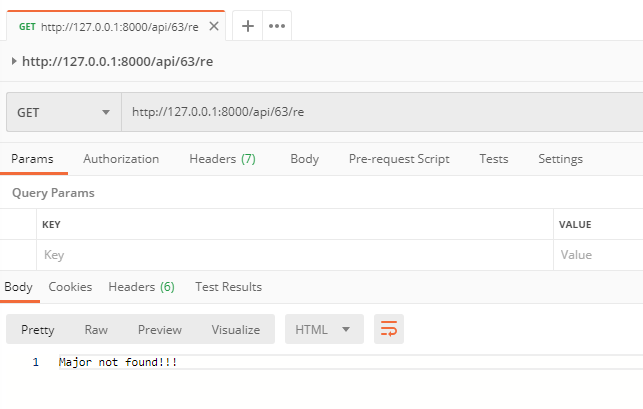 GET http://127.0.0.1:8000/api/63/re
http://127.0.0.1:8000/api/63/re
GET http://127.0.0.1:8000/api/63/re
Params Authorization Headers (7) Body Pre-request Script Tests Settings
Query Params
KEY VALUE
Key Value
Body Cookies Headers (6) Test Results
Pretty Raw Preview Visualize HTML
1 Major not found!!!